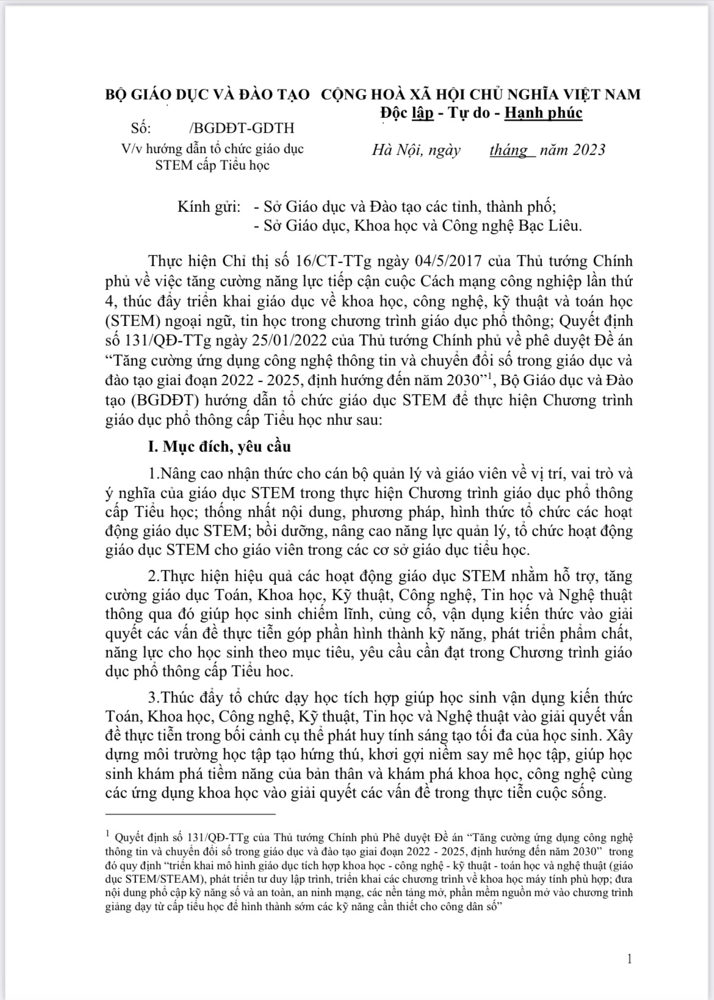 BỘ GIÁO DỤC VÀ ĐÀO TẠO CỘNG HOÀ XÃ HỘI CHỦ NGHĨA VIỆT NAM
Độc lập - Tự do - Hạnh phúc
Số: /BGDĐT-GDTH
V/v hướng dẫn tổ chức giáo dục
STEM cấp Tiểu học
Hà Nội, ngày tháng năm 2023
Kính gửi: - Sở Giáo dục và Đào tạo các tỉnh, thành phố;
- Sở Giáo dục, Khoa học và Công nghệ Bạc Liêu.
Thực hiện Chỉ thị số 16/CT-TTg ngày 04/5/2017 của Thủ tướng Chính
phủ về việc tăng cường năng lực tiếp cận cuộc Cách mạng công nghiệp lần thứ
4, thúc đẩy triển khai giáo dục về khoa học, công nghệ, kỹ thuật và toán học
(STEM) ngoại ngữ, tin học trong chương trình giáo dục phổ thông; Quyết định
số 131/QĐ-TTg ngày 25/01/2022 của Thủ tướng Chính phủ về phê duyệt Đề án
“Tăng cường ứng dụng công nghệ thông tin và chuyển đổi số trong giáo dục và
đào tạo giai đoạn 2022 - 2025, định hướng đến năm 2030”1, Bộ Giáo dục và Đào
tạo (BGDĐT) hướng dẫn tổ chức giáo dục STEM để thực hiện Chương trình
giáo dục phổ thông cấp Tiểu học như sau:
I. Mục đích, yêu cầu
1.Nâng cao nhận thức cho cán bộ quản lý và giáo viên về vị trí, vai trò và
ý nghĩa của giáo dục STEM trong thực hiện Chương trình giáo dục phổ thông
cấp Tiểu học; thống nhất nội dung, phương pháp, hình thức tổ chức các hoạt
động giáo dục STEM; bồi dưỡng, nâng cao năng lực quản lý, tổ chức hoạt động
giáo dục STEM cho giáo viên trong các cơ sở giáo dục tiểu học.
2.Thực hiện hiệu quả các hoạt động giáo dục STEM nhằm hỗ trợ, tăng
cường giáo dục Toán, Khoa học, Kỹ thuật, Công nghệ, Tin học và Nghệ thuật
thông qua đó giúp học sinh chiếm lĩnh, củng cố, vận dụng kiến thức vào giải
quyết các vấn đề thực tiễn góp phần hình thành kỹ năng, phát triển phẩm chất,
năng lực cho học sinh theo mục tiêu, yêu cầu cần đạt trong Chương trình giáo
dục phổ thông cấp Tiểu hoc.
3.Thúc đẩy tổ chức dạy học tích hợp giúp học sinh vận dụng kiến thức
Toán, Khoa học, Công nghệ, Kỹ thuật, Tin học và Nghệ thuật vào giải quyết vấn
đề thực tiễn trong bối cảnh cụ thể phát huy tính sáng tạo tối đa của học sinh. Xây
dựng môi trường học tập tạo hứng thú, khơi gợi niềm say mê học tập, giúp học
sinh khám phá tiềm năng của bản thân và khám phá khoa học, công nghệ cùng
các ứng dụng khoa học vào giải quyết các vấn đề trong thực tiễn cuộc sống.
1 Quyết định số 131/QĐ-TTg của Thủ tướng Chính phủ Phê duyệt Đề án “Tăng cường ứng dụng công nghệ
thông tin và chuyển đổi số trong giáo dục và đào tạo giai đoạn 2022 - 2025, định hướng đến năm 2030” trong
đó quy định “triển khai mô hình giáo dục tích hợp khoa học - công nghệ - kỹ thuật - toán học và nghệ thuật (giáo
dục STEM/STEAM), phát triển tư duy lập trình, triển khai các chương trình về khoa học máy tính phù hợp; đưa
nội dung phổ cập kỹ năng số và an toàn, an ninh mạng, các nền tảng mở, phần mềm nguồn mở vào chương trình
giảng dạy từ cấp tiểu học để hình thành sớm các kỹ năng cần thiết cho công dân số”
1